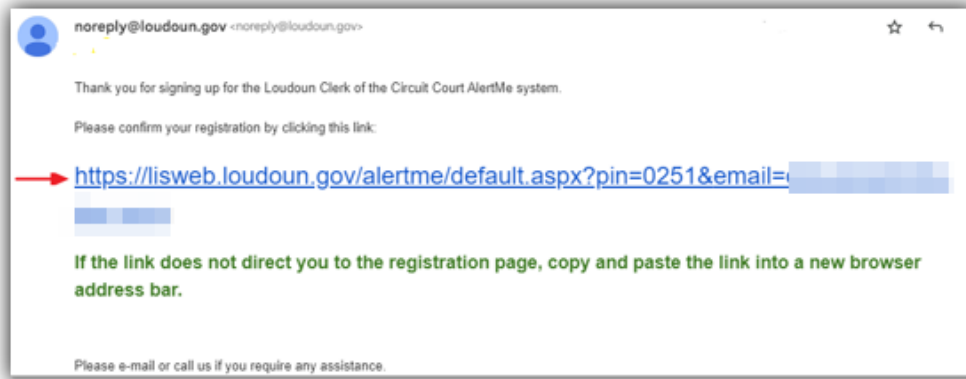 noreply@loudoun.gov <noreply@loudoun.gov>
Thank you for signing up for the Loudoun Clerk of the Circuit Court AlertMe system.
Please confirm your registration by clicking this link:
https://lisweb.loudoun.gov/alertme/default.aspx?pin=0251&email=
If the link does not direct you to the registration page, copy and paste the link into a new browser
address bar.
Please e-mail or call us if you require any assistance.